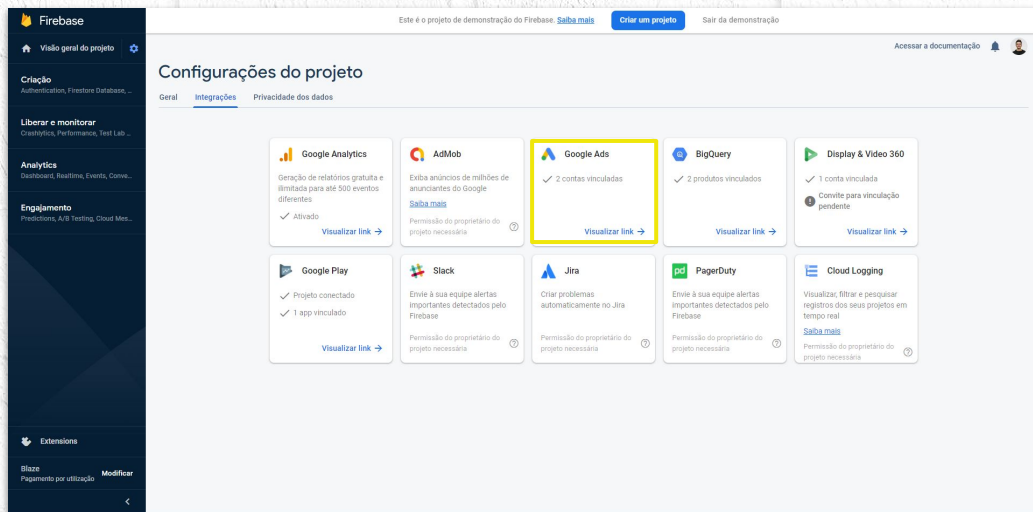 Firebase
Este é o projeto de demonstração do Firebase. Saiba mais
Criar um projeto
Sair da demonstração
Visão geral do projeto
Acessar a documentação
Configurações do projeto
Geral
Integrações
Privacidade dos dados
Criação
Authentication, Firestore Database, ...
Liberar e monitorar
Crashlytics, Performance, Test Lab ...
Analytics
Dashboard, Realtime, Events, Conve...
Engajamento
Predictions, A/B Testing, Cloud Mes...
Extensions
Blaze
Pagamento por utilização
Modificar
Google Analytics
Geração de relatórios gratuita e
ilimitada para até 500 eventos
diferentes
Ativado
Visualizar link →
AdMob
Exiba anúncios de milhões de
anunciantes do Google
Saiba mais
Permissão do proprietário do
projeto necessária
Google Ads
2 contas vinculadas
Visualizar link →
BigQuery
2 produtos vinculados
Visualizar link →
Display & Video 360
1 conta vinculada
Convite para vinculação
pendente
Visualizar link →
Google Play
Projeto conectado
1 app vinculado
Visualizar link →
Slack
Envie à sua equipe alertas
importantes detectados pelo
Firebase
Permissão do proprietário do
projeto necessária
Jira
Criar problemas
automaticamente no Jira
Permissão do proprietário do
projeto necessária
pd
PagerDuty
Envie à sua equipe alertas
importantes detectados pelo
Firebase
Permissão do proprietário do
projeto necessária
Cloud Logging
Visualizar, filtrar e pesquisar
registros dos seus projetos em
tempo real
Saiba mais
Permissão do proprietário do
projeto necessária